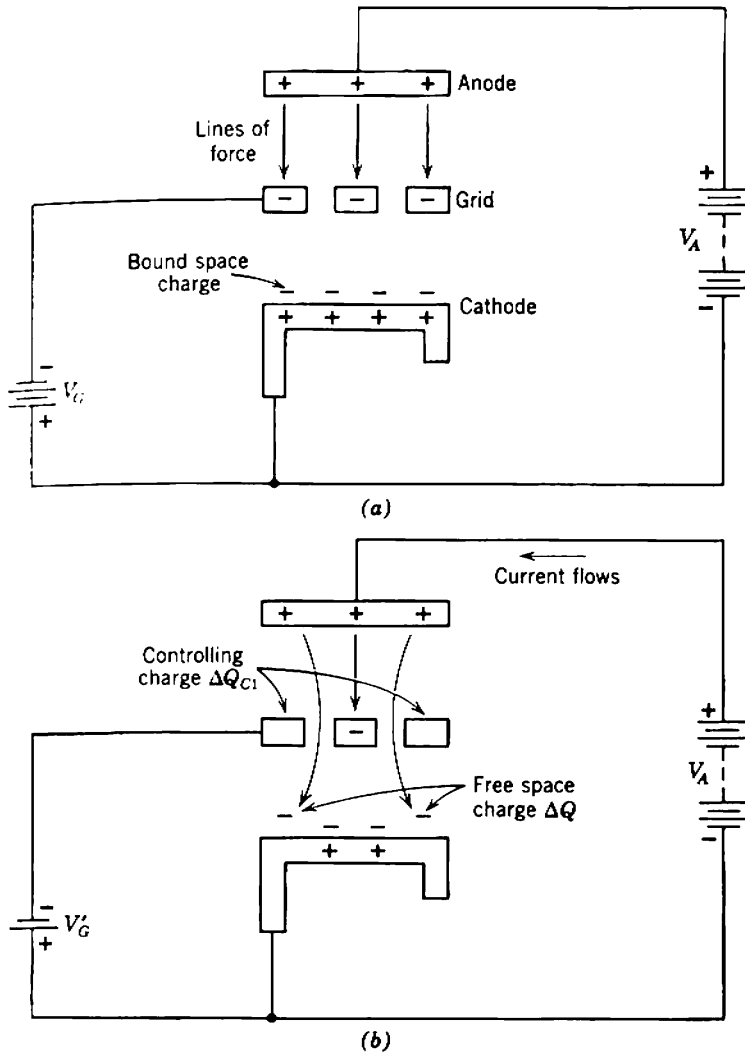 + + + Anode
Lines of
force
- - - Grid
+
V_A
-
Bound space
charge
- - - -
+ + + +
Cathode
-
V_G
+
(a)
Current flows
+ + +
Controlling
charge ΔQ_C1
-
+
V_A
-
Free space
charge ΔQ
- - - -
+ +
-
V'_G
+
(b)